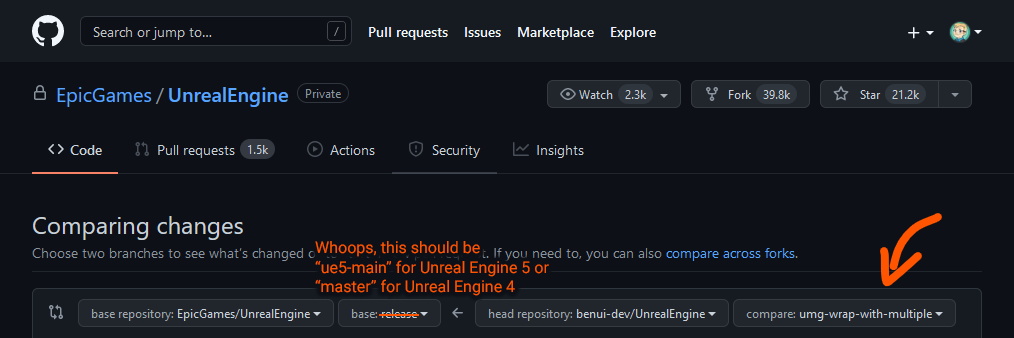 Search or jump to... /
Pull requests Issues Marketplace Explore
EpicGames / UnrealEngine Private
Watch 2.3k Fork 39.8k Star 21.2k
Code Pull requests 1.5k Actions Security Insights
Comparing changes
Choose two branches to see what's changed If you need to, you can also compare across forks.
Whoops, this should be
"ue5-main" for Unreal Engine 5 or
"master" for Unreal Engine 4
base repository: EpicGames/UnrealEngine base: release head repository: benui-dev/UnrealEngine compare: umg-wrap-with-multiple